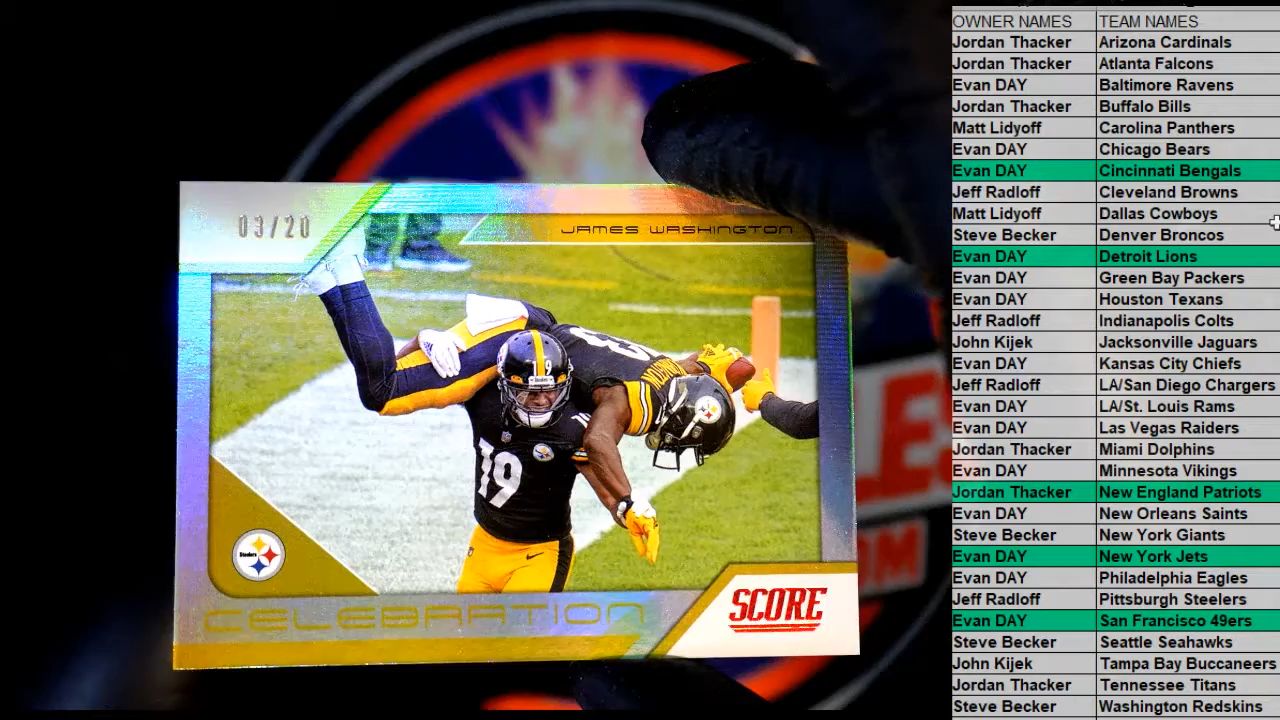 03/20
JAMES WASHINGTON
19
Steelers
CELEBRATION
SCORE
OWNER NAMES TEAM NAMES
Jordan Thacker Arizona Cardinals
Jordan Thacker Atlanta Falcons
Evan DAY Baltimore Ravens
Jordan Thacker Buffalo Bills
Matt Lidyoff Carolina Panthers
Evan DAY Chicago Bears
Evan DAY Cincinnati Bengals
Jeff Radloff Cleveland Browns
Matt Lidyoff Dallas Cowboys
Steve Becker Denver Broncos
Evan DAY Detroit Lions
Evan DAY Green Bay Packers
Evan DAY Houston Texans
Jeff Radloff Indianapolis Colts
John Kijek Jacksonville Jaguars
Evan DAY Kansas City Chiefs
Jeff Radloff LA/San Diego Chargers
Evan DAY LA/St. Louis Rams
Evan DAY Las Vegas Raiders
Jordan Thacker Miami Dolphins
Evan DAY Minnesota Vikings
Jordan Thacker New England Patriots
Evan DAY New Orleans Saints
Steve Becker New York Giants
Evan DAY New York Jets
Evan DAY Philadelphia Eagles
Jeff Radloff Pittsburgh Steelers
Evan DAY San Francisco 49ers
Steve Becker Seattle Seahawks
John Kijek Tampa Bay Buccaneers
Jordan Thacker Tennessee Titans
Steve Becker Washington Redskins